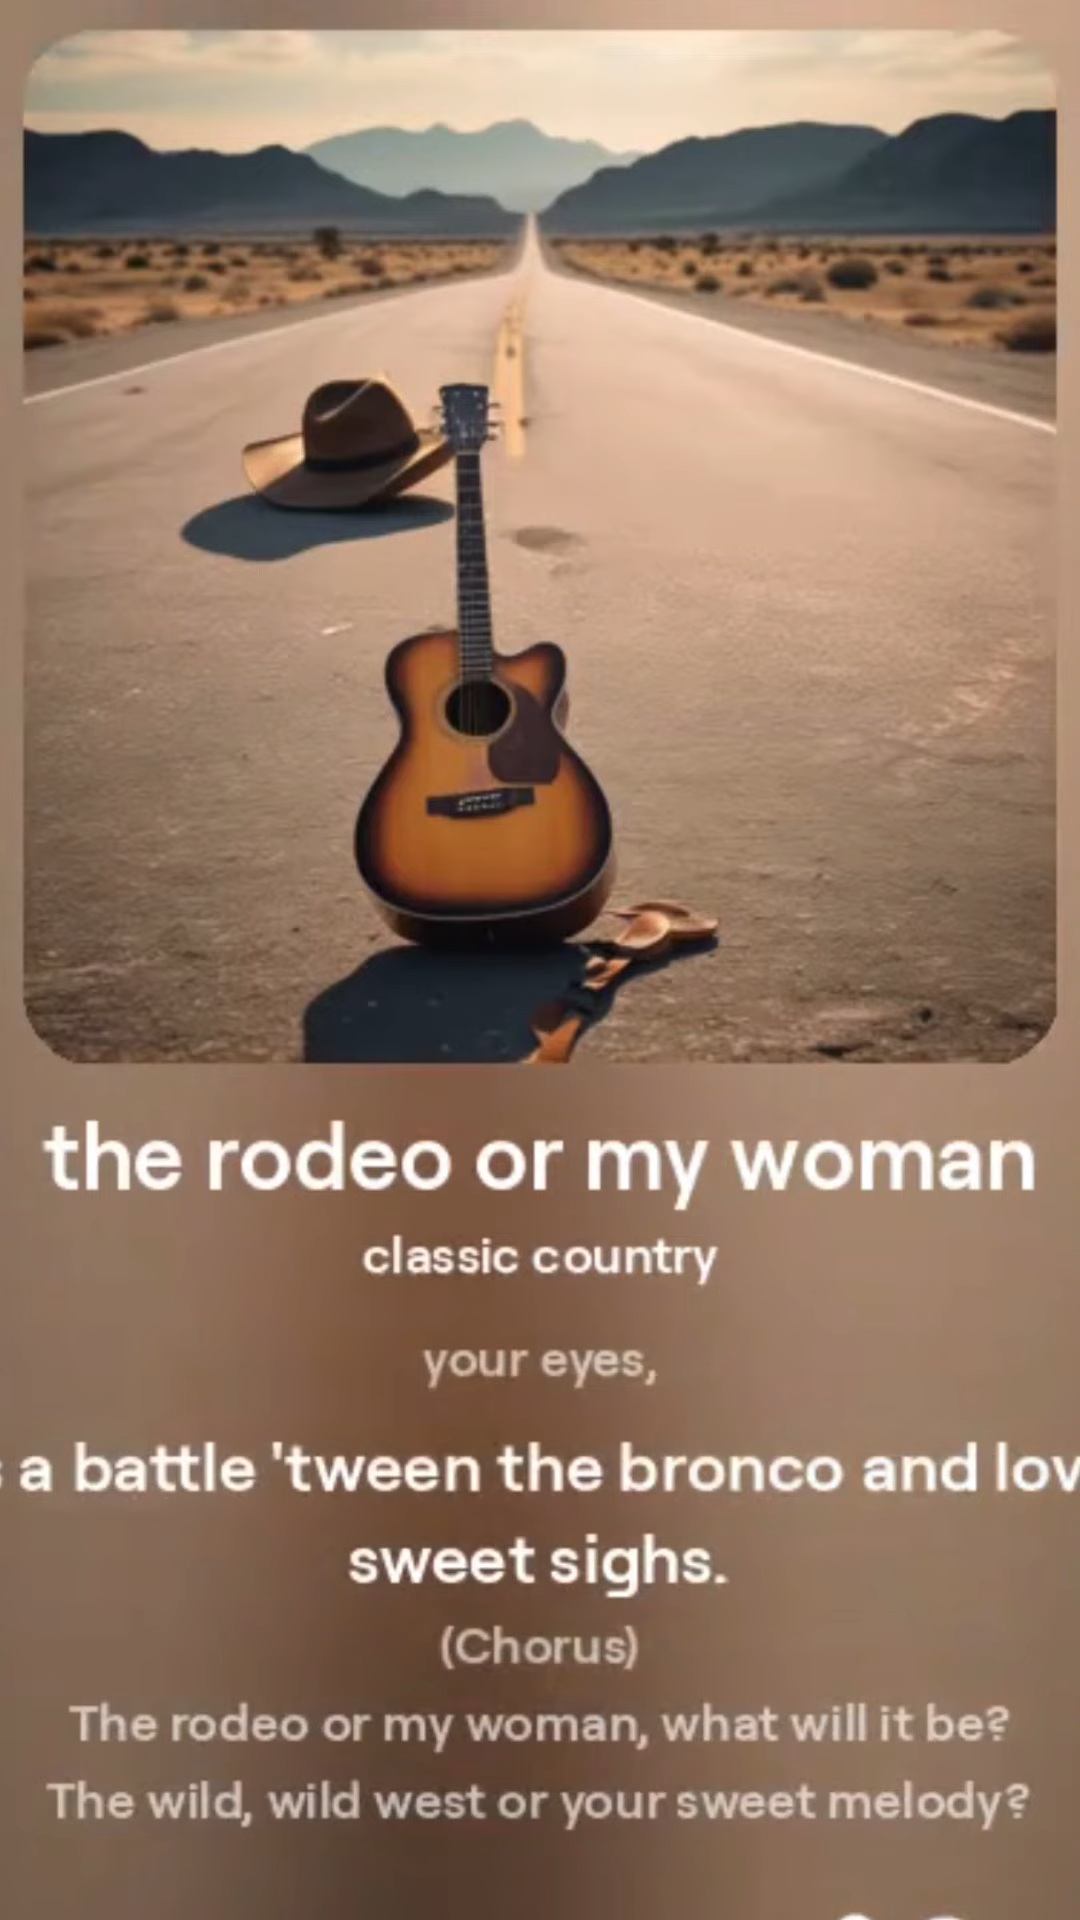 the rodeo or my woman
classic country
your eyes,
a battle 'tween the bronco and
sweet sighs.
(Chorus)
The rodeo or my woman, what will it be?
The wild, wild west or your sweet melody?